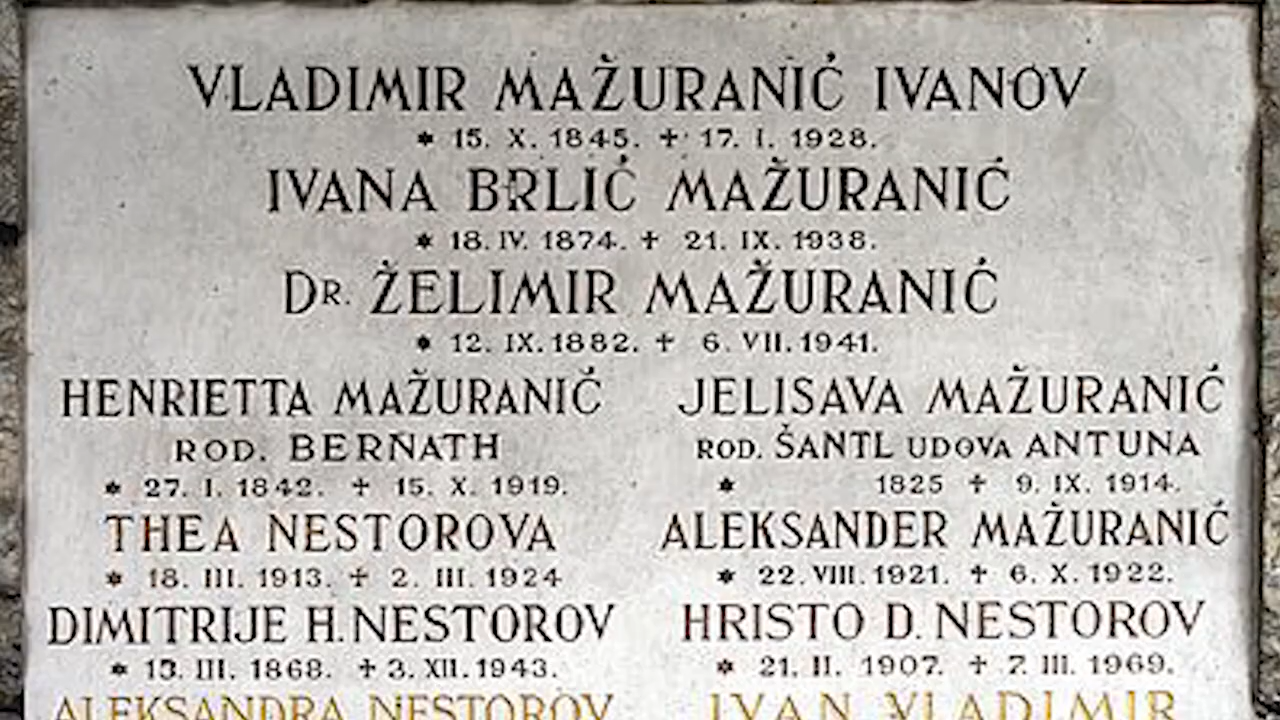 VLADIMIR MAŽURANIĆ IVANOV
* 15. X. 1845. ✝ 17. I. 1928.
IVANA BRLIĆ MAŽURANIĆ
* 18. IV. 1874. ✝ 21. IX. 1938.
DR. ŽELIMIR MAŽURANIĆ
* 12. IX. 1882. ✝ 6. VII. 1941.
HENRIETTA MAŽURANIĆ
ROD. BERNATH
* 27. I. 1842. ✝ 15. X. 1919.
THEA NESTOROVA
* 18. III. 1913. ✝ 2. III. 1924
DIMITRIJE H. NESTOROV
* 13. III. 1868. ✝ 3. XII. 1943.
ALEKSANDRA NESTOROV
JELISAVA MAŽURANIĆ
ROD. ŠANTL UDOVA ANTUNA
* 1825 ✝ 9. IX. 1914.
ALEKSANDER MAŽURANIĆ
* 22. VIII. 1921. ✝ 6. X. 1922.
HRISTO D. NESTOROV
* 21. II. 1907. ✝ 7. III. 1969.
IVAN VLADIMIR